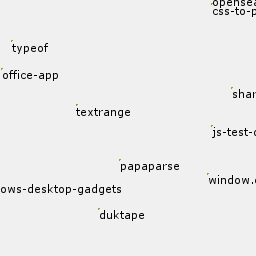 opensea
css-to-p
typeof
office-app
shar
textrange
js-test-d
papaparse
window.
ows-desktop-gadgets
duktape